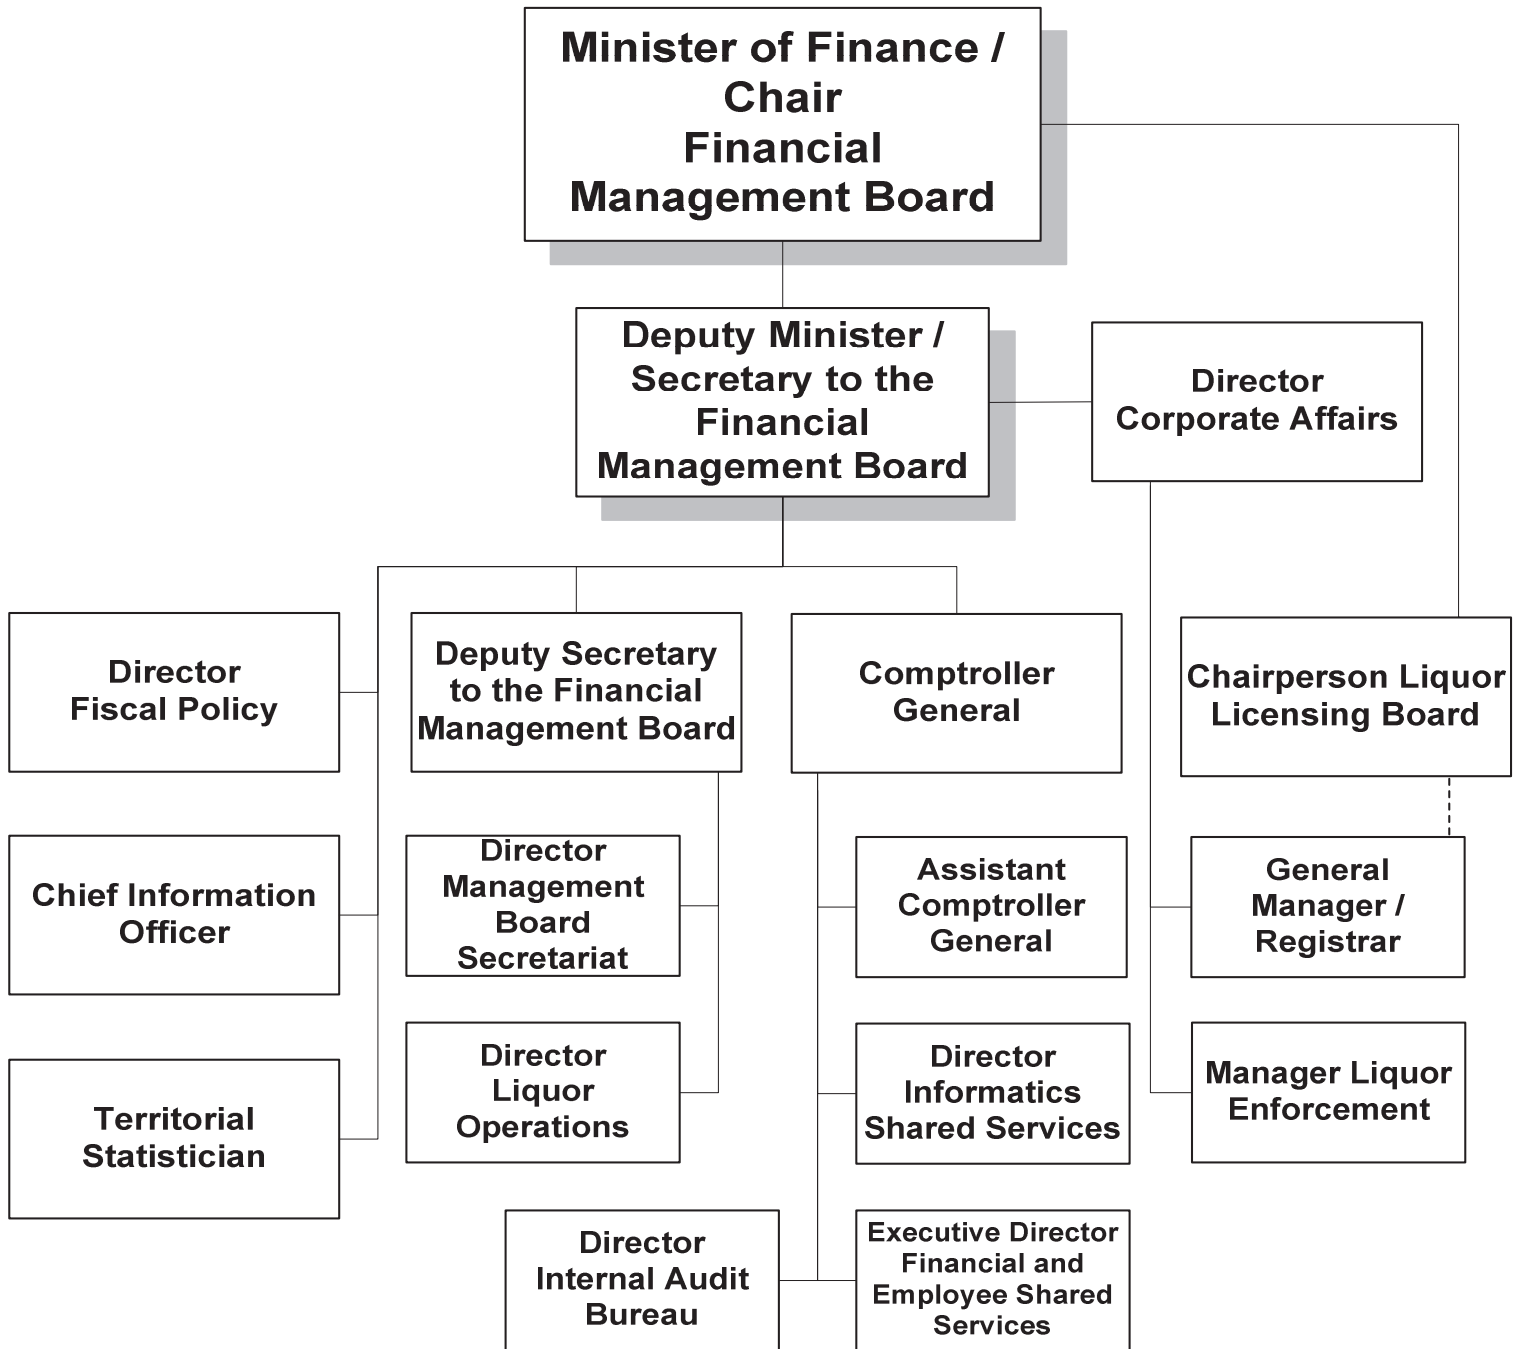 Minister of Finance /
Chair
Financial
Management Board
Deputy Minister /
Secretary to the
Financial
Management Board
Director
Corporate Affairs
Director
Fiscal Policy
Deputy Secretary
to the Financial
Management Board
Comptroller
General
Chairperson Liquor
Licensing Board
Chief Information
Officer
Director
Management
Board
Secretariat
Assistant
Comptroller
General
General
Manager /
Registrar
Territorial
Statistician
Director
Liquor
Operations
Director
Informatics
Shared Services
Manager Liquor
Enforcement
Director
Internal Audit
Bureau
Executive Director
Financial and
Employee Shared
Services